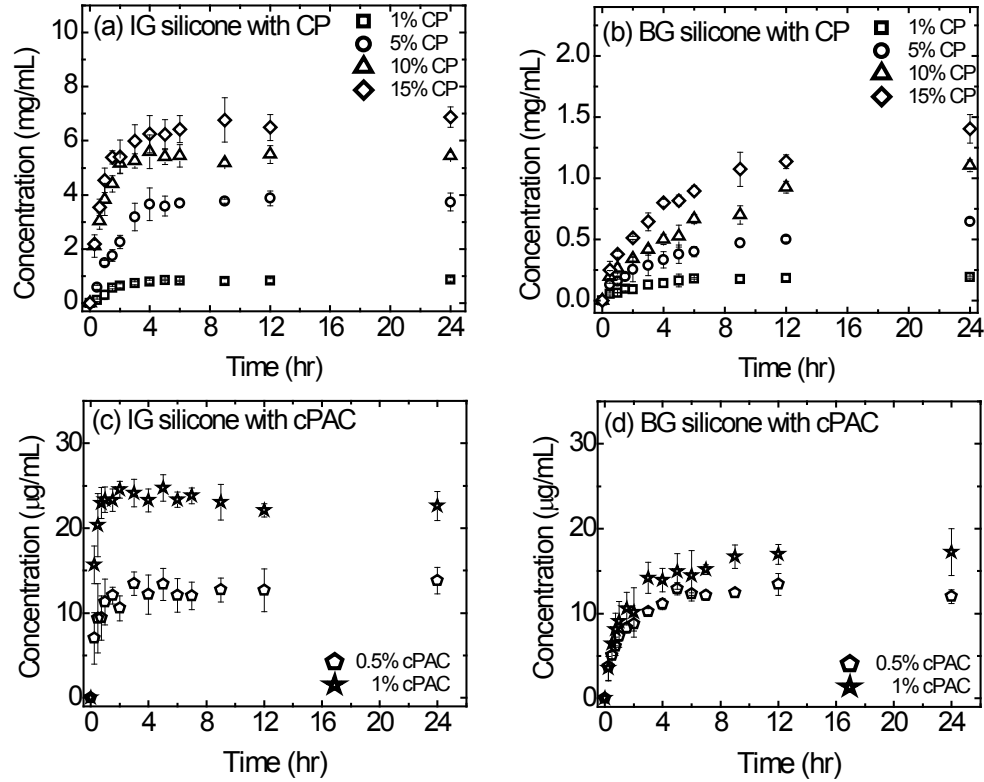 (a) IG silicone with CP
1% CP
5% CP
10% CP
15% CP
10
8
6
4
2
0
Concentration (mg/mL)
0 4 8 12 16 20 24
Time (hr)
(b) BG silicone with CP
1% CP
5% CP
10% CP
15% CP
2.0
1.5
1.0
0.5
0.0
Concentration (mg/mL)
0 4 8 12 16 20 24
Time (hr)
(c) IG silicone with cPAC
30
20
10
0
Concentration (µg/mL)
0.5% cPAC
1% cPAC
0 4 8 12 16 20 24
Time (hr)
(d) BG silicone with cPAC
30
20
10
0
Concentration (µg/mL)
0.5% cPAC
1% cPAC
0 4 8 12 16 20 24
Time (hr)